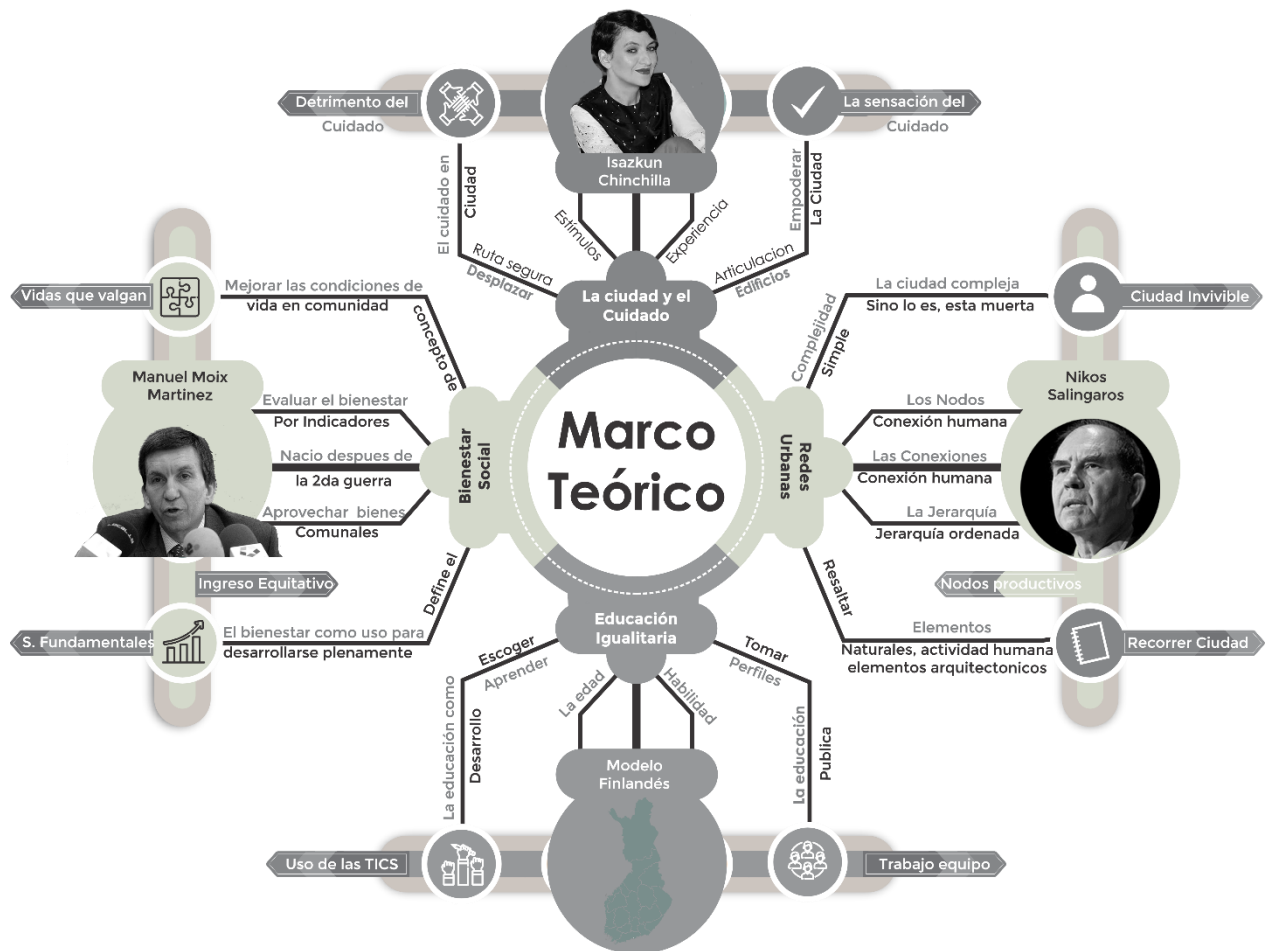 Detrimento del
Cuidado
La sensación del
Cuidado
Isazkun
Chinchilla
El cuidado en
Ciudad
Estímulos
Experiencia
Empoderar
La Ciudad
Ruta segura
Desplazar
Articulacion
Edificios
La ciudad y el
Cuidado
Vidas que valgan
Mejorar las condiciones de
vida en comunidad
concepto de
Manuel Moix
Martinez
Evaluar el bienestar
Por Indicadores
Nacio despues de
la 2da guerra
Aprovechar bienes
Comunales
Bienestar
Social
Ingreso Equitativo
S. Fundamentales
El bienestar como uso para
desarrollarse plenamente
Define el
Marco
Teórico
Redes
Urbanas
Complejidad
Simple
La ciudad compleja
Sino lo es, esta muerta
Ciudad Invivible
Nikos
Salingaros
Los Nodos
Conexión humana
Las Conexiones
Conexión humana
La Jerarquía
Jerarquía ordenada
Nodos productivos
Resaltar
Elementos
Naturales, actividad humana
elementos arquitectonicos
Recorrer Ciudad
Educación
Igualitaria
Escoger
Aprender
La edad
Habilidad
Tomar
Perfiles
La educación como
Desarrollo
La educación
Publica
Modelo
Finlandés
Uso de las TICS
Trabajo equipo